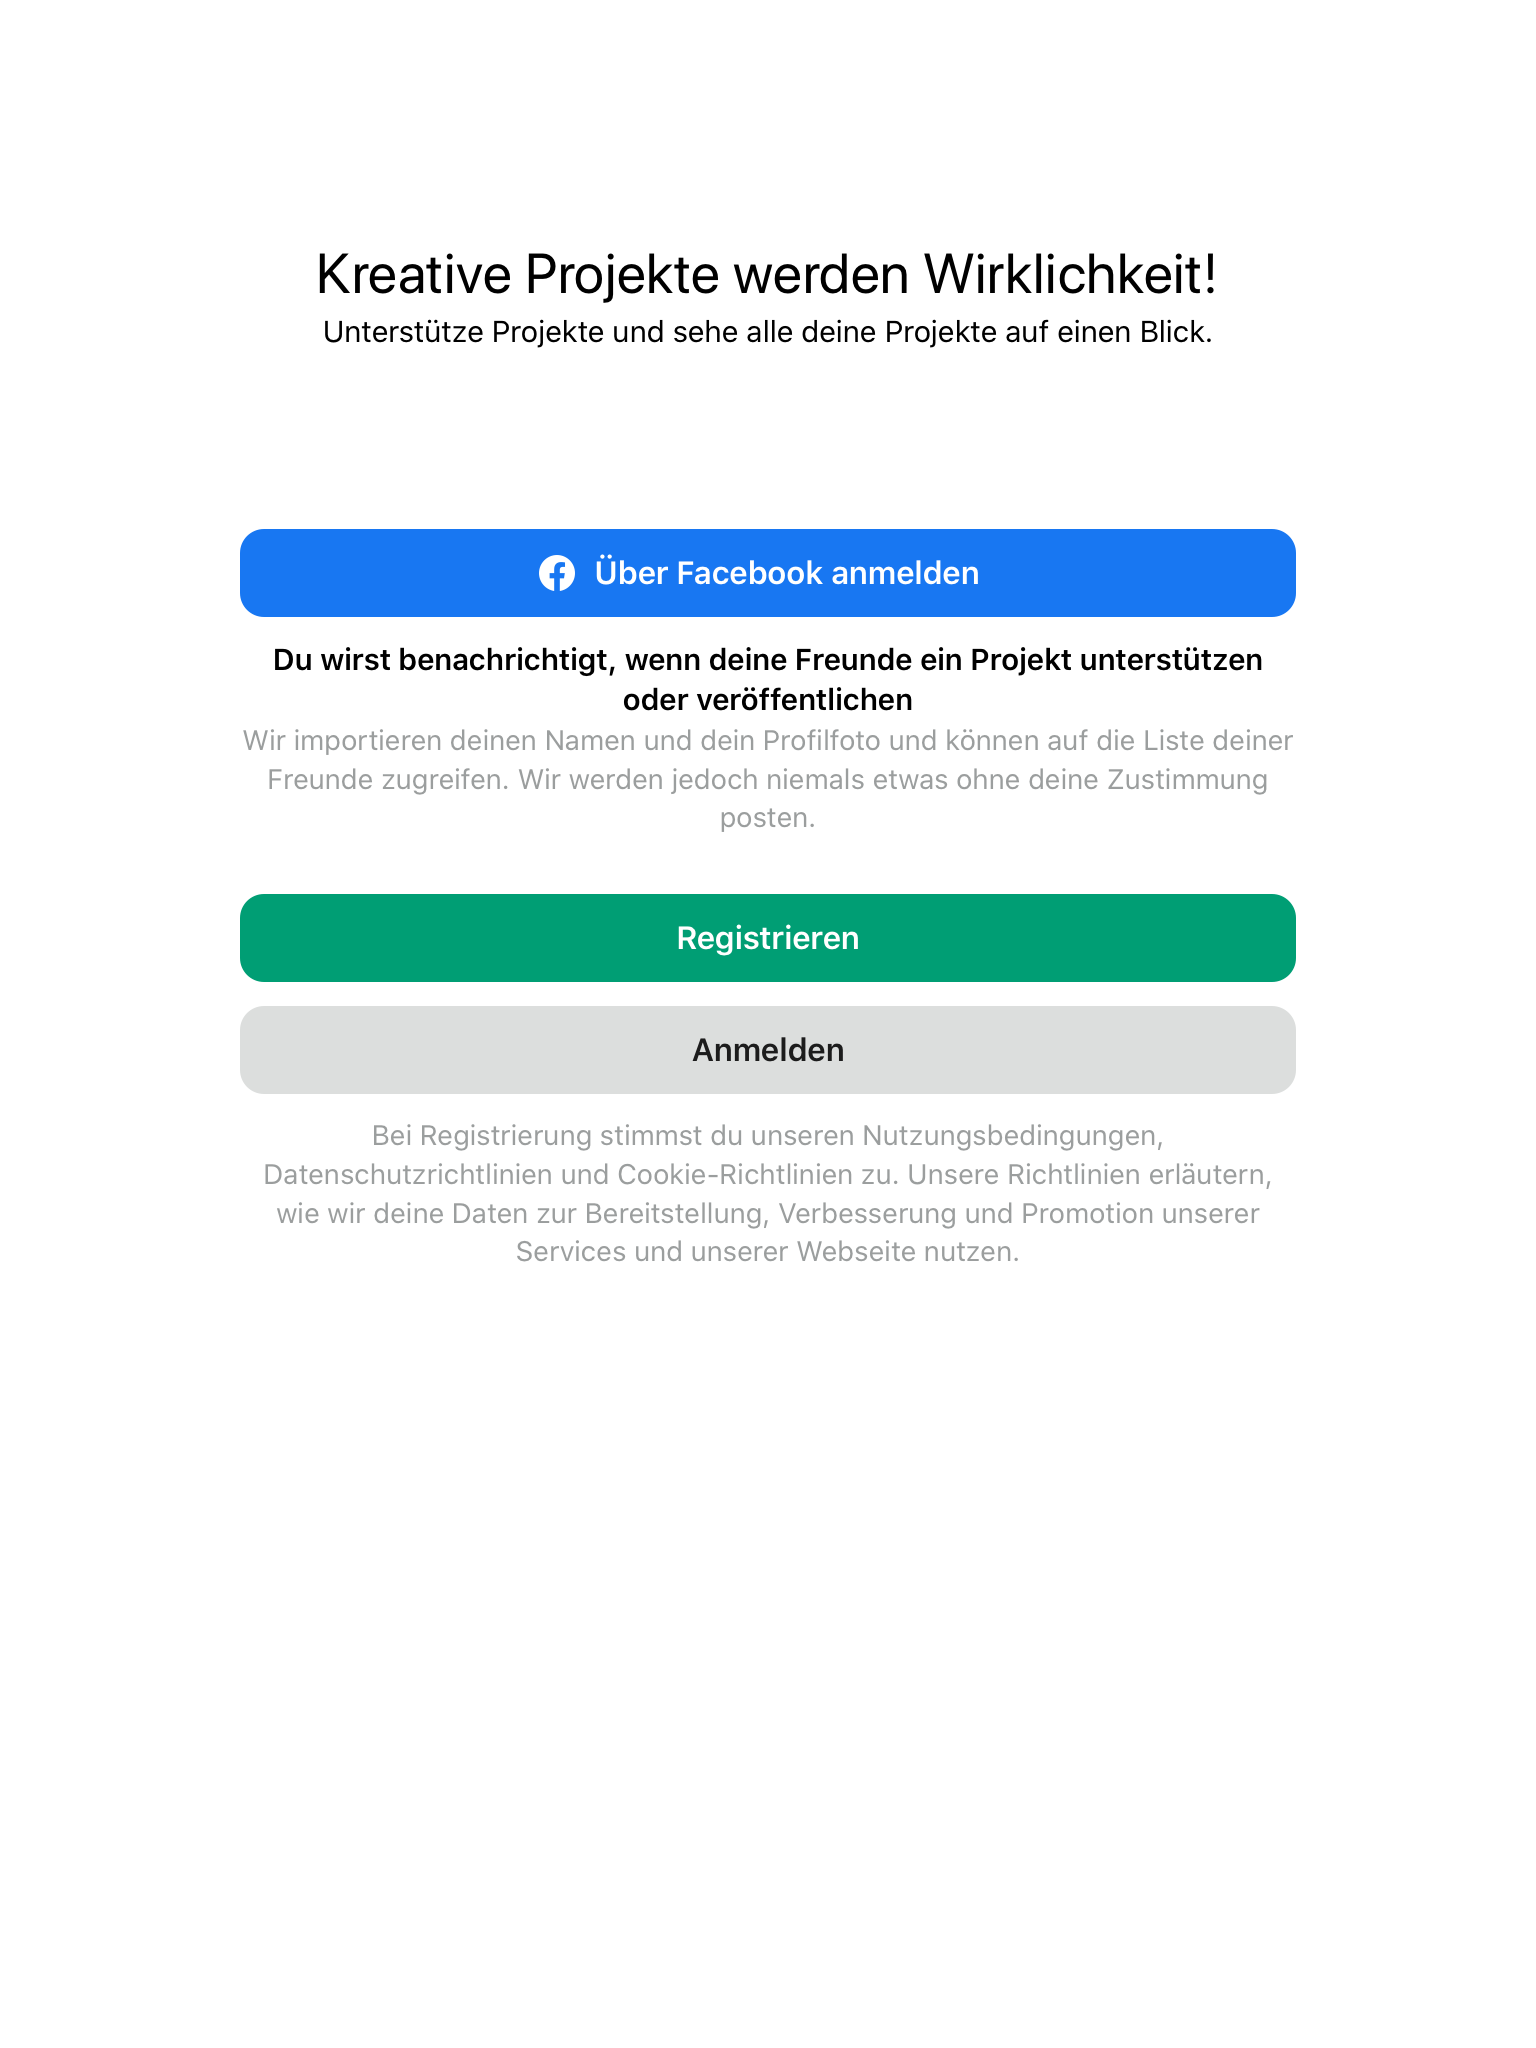 Kreative Projekte werden Wirklichkeit!
Unterstütze Projekte und sehe alle deine Projekte auf einen Blick.
Über Facebook anmelden
Du wirst benachrichtigt, wenn deine Freunde ein Projekt unterstützen
oder veröffentlichen
Wir importieren deinen Namen und dein Profilfoto und können auf die Liste deiner
Freunde zugreifen. Wir werden jedoch niemals etwas ohne deine Zustimmung
posten.
Registrieren
Anmelden
Bei Registrierung stimmst du unseren Nutzungsbedingungen,
Datenschutzrichtlinien und Cookie-Richtlinien zu. Unsere Richtlinien erläutern,
wie wir deine Daten zur Bereitstellung, Verbesserung und Promotion unserer
Services und unserer Webseite nutzen.